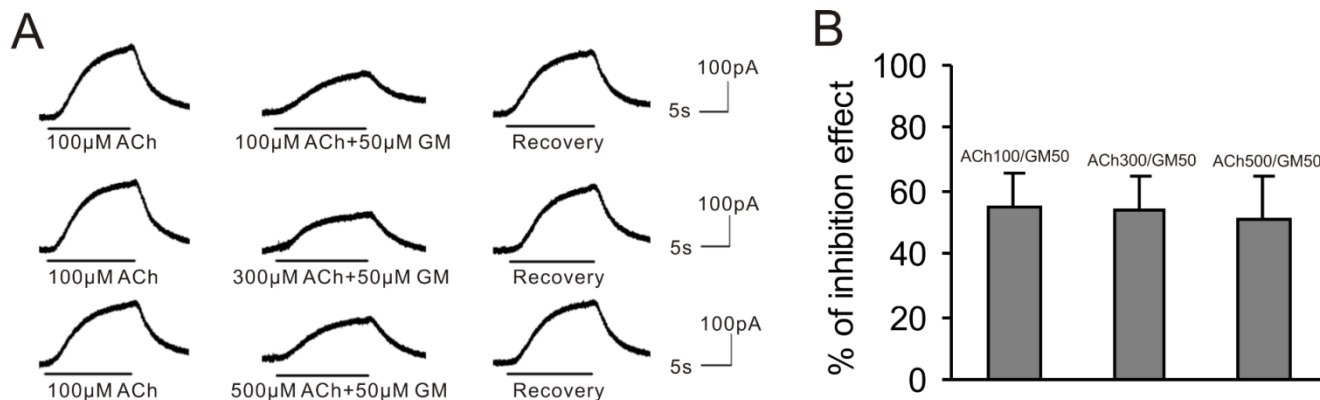 A
100pA
5s
100µM ACh
100µM ACh+50µM GM
Recovery
100pA
5s
100µM ACh
300µM ACh+50µM GM
Recovery
100pA
5s
100µM ACh
500µM ACh+50µM GM
Recovery
B
% of inhibition effect
100
80
60
40
20
0
ACh100/GM50
ACh300/GM50
ACh500/GM50